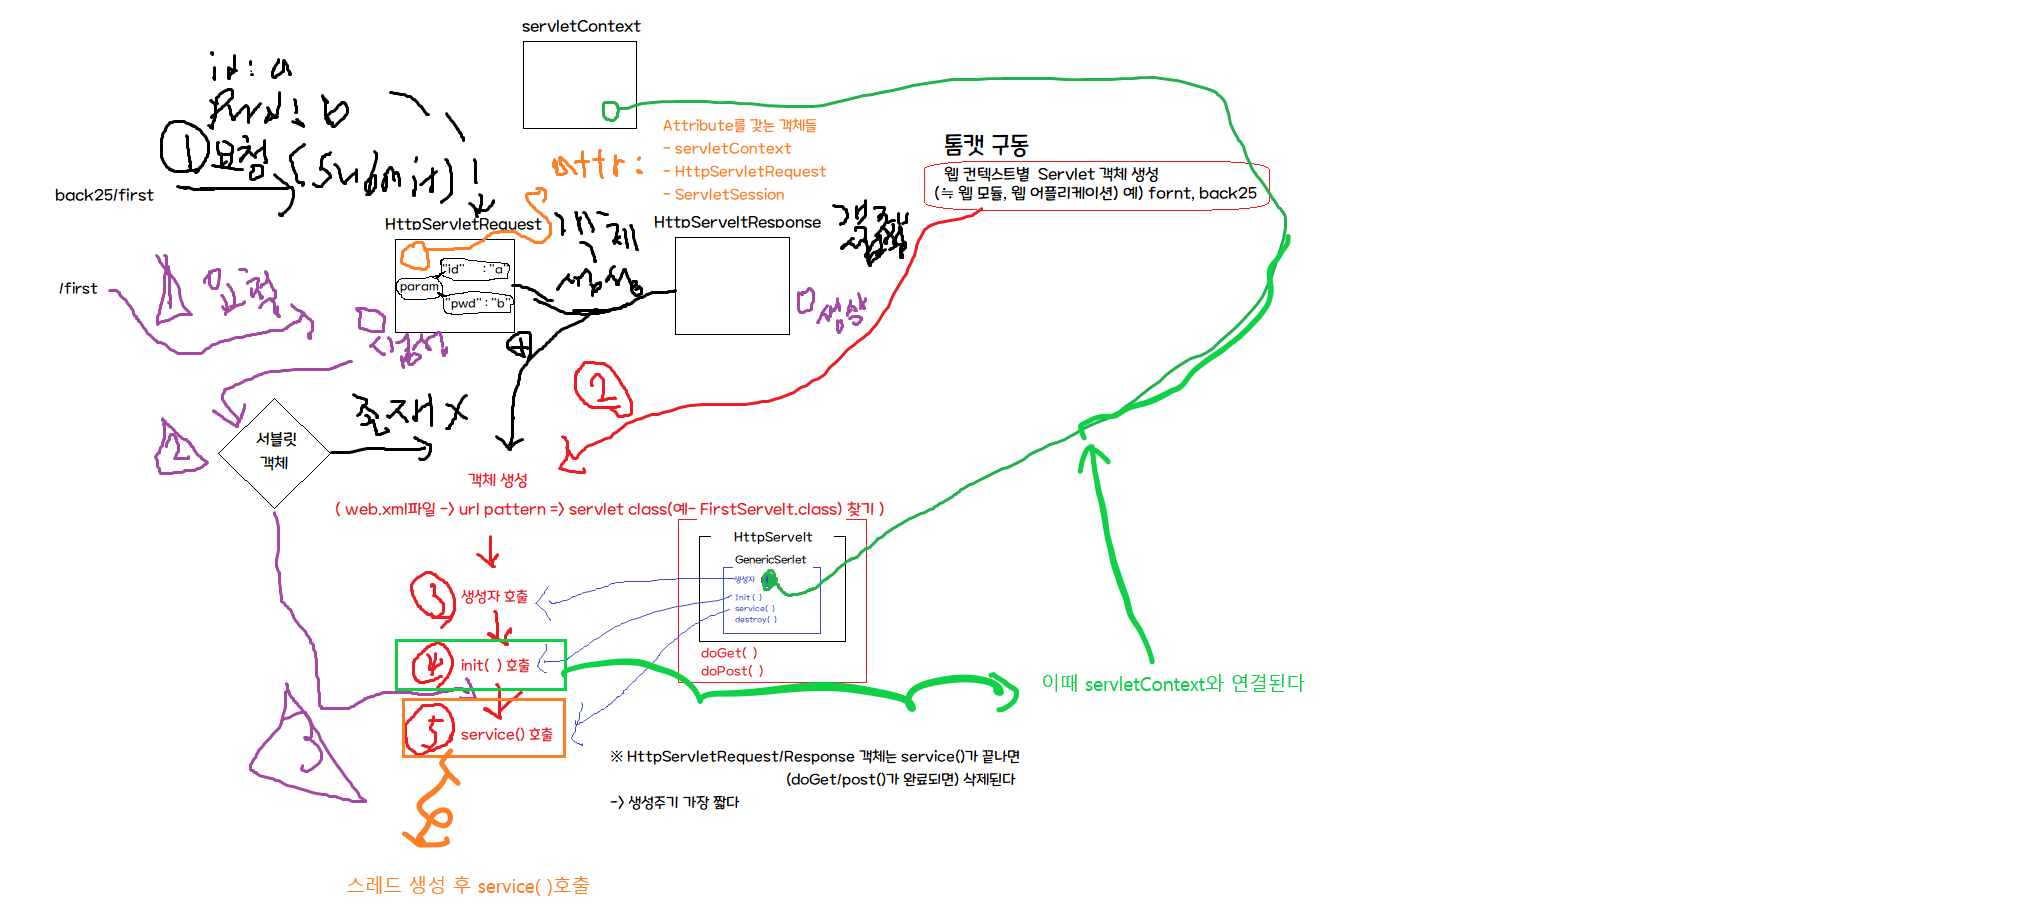 servletContext
id : a
pwd : b
① 요청 (submit)
back25/first
Attribute를 갖는 객체들
- servletContext
- HttpServletRequest
- ServletSession
attr :
톰캣 구동
웹 컨텍스트별 Servlet 객체 생성
(≒ 웹 모듈, 웹 어플리케이션) 예) fornt, back25
HttpServletRequest
"id" : "a"
param
"pwd" : "b"
객체
생성
HttpServeltResponse
생성
/first
1 요청
생성
2
서블릿
객체
존재 X
②
객체 생성
( web.xml파일 -> url pattern => servlet class(예- FirstServelt.class) 찾기 )
HttpServelt
GenericSerlet
생성자
Init( )
service( )
destroy( )
doGet( )
doPost( )
③ 생성자 호출
④ init( ) 호출
⑤ service() 호출
3
이때 servletContext와 연결된다
※ HttpServletRequest/Response 객체는 service()가 끝나면
(doGet/post()가 완료되면) 삭제된다
-> 생성주기 가장 짧다
스레드 생성 후 service( )호출